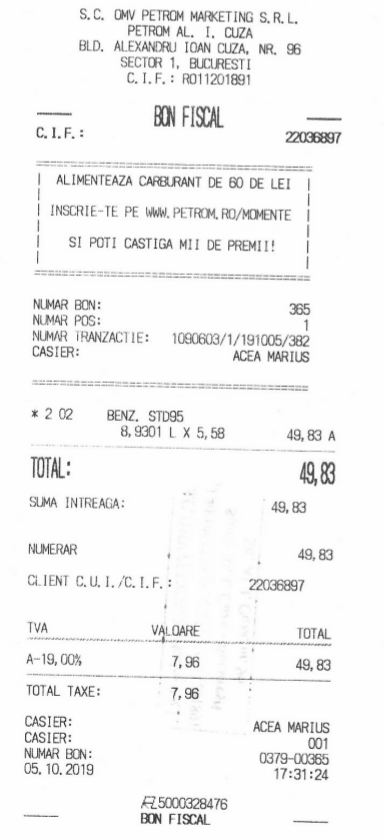 S.C. OMV PETROM MARKETING S.R.L.
PETROM AL. I. CUZA
BLD. ALEXANDRU IOAN CUZA, NR. 96
SECTOR 1, BUCURESTI
C.I.F.: RO11201891
BON FISCAL
C.I.F.: 22036897
ALIMENTEAZA CARBURANT DE 60 DE LEI
INSCRIE-TE PE WWW.PETROM.RO/MOMENTE
SI POTI CASTIGA MII DE PREMII!
NUMAR BON: 365
NUMAR POS: 1
NUMAR TRANZACTIE: 1090603/1/191005/382
CASIER: ACEA MARIUS
* 2 02 BENZ. STD95
8,9301 L X 5,58 49,83 A
TOTAL: 49,83
SUMA INTREAGA: 49,83
NUMERAR 49,83
CLIENT C.U.I./C.I.F.: 22036897
TVA VALOARE TOTAL
A-19,00% 7,96 49,83
TOTAL TAXE: 7,96
CASIER: ACEA MARIUS
CASIER: 001
NUMAR BON: 0379-00365
05.10.2019 17:31:24
5000328476
BON FISCAL